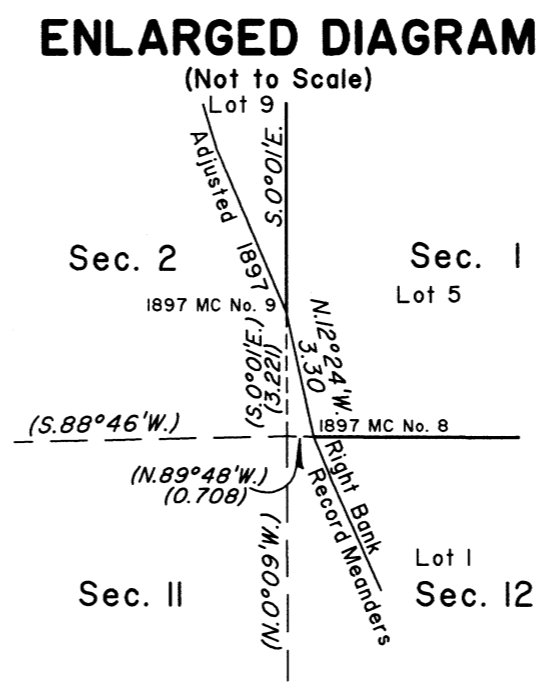 ENLARGED DIAGRAM
(Not to Scale)
Lot 9
Adjusted 1897
S.0°01'E.
Sec. 2
Sec. 1
Lot 5
1897 MC No. 9
N.12°24'W.
3.30
(S.0°01'E.)
(3.221)
(S.88°46'W.)
1897 MC No. 8
(N.89°48'W.)
(0.708)
Right Bank
Record Meanders
(N.0°09'W.)
Lot 1
Sec. 11
Sec. 12